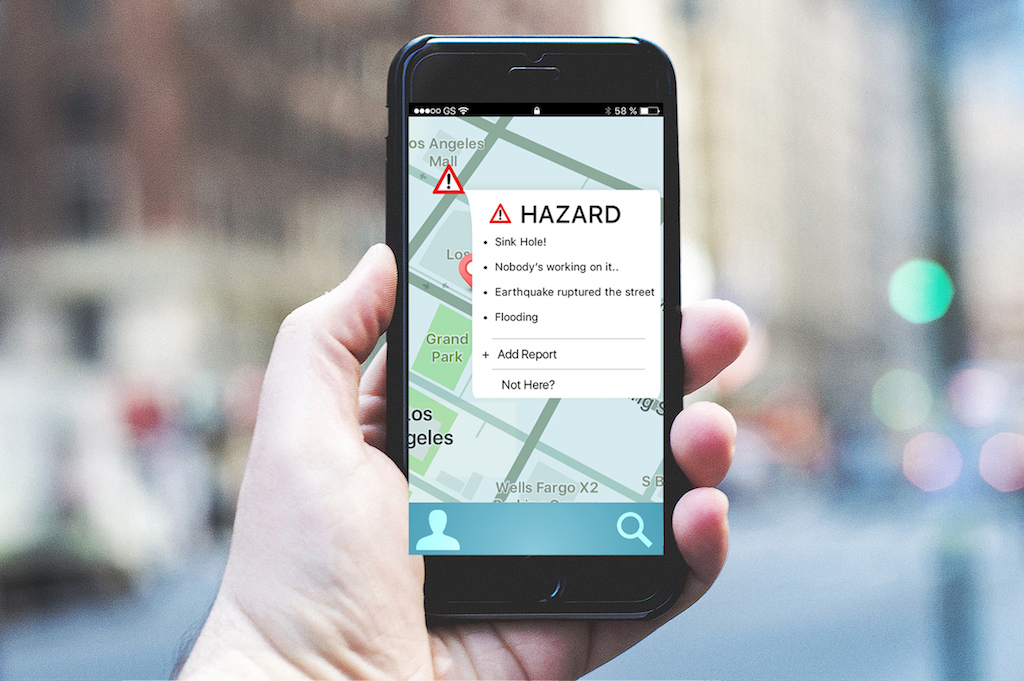 GS
58 %
os Angeles
Mall
HAZARD
Los
• Sink Hole!
• Nobody's working on it..
• Earthquake ruptured the street
• Flooding
Grand
Park
+ Add Report
Not Here?
Los
geles
Wells Fargo X2
S B